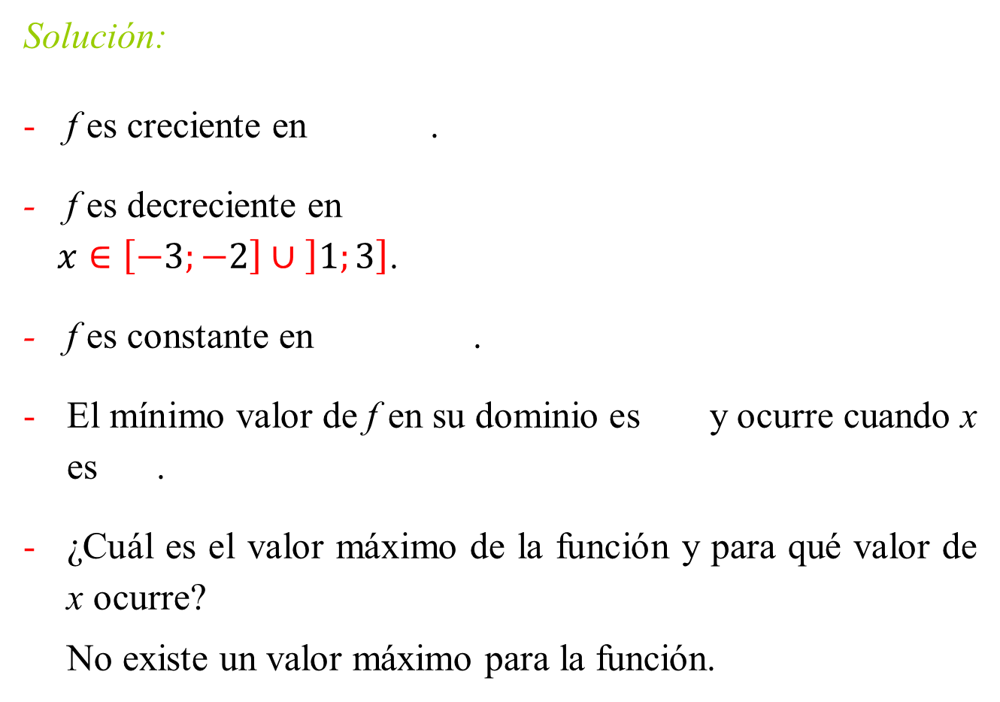 Solución:
- f es creciente en .
- f es decreciente en
x ∈ [−3; −2] ∪ ]1; 3].
- f es constante en .
- El mínimo valor de f en su dominio es y ocurre cuando x
es .
- ¿Cuál es el valor máximo de la función y para qué valor de
x ocurre?
No existe un valor máximo para la función.